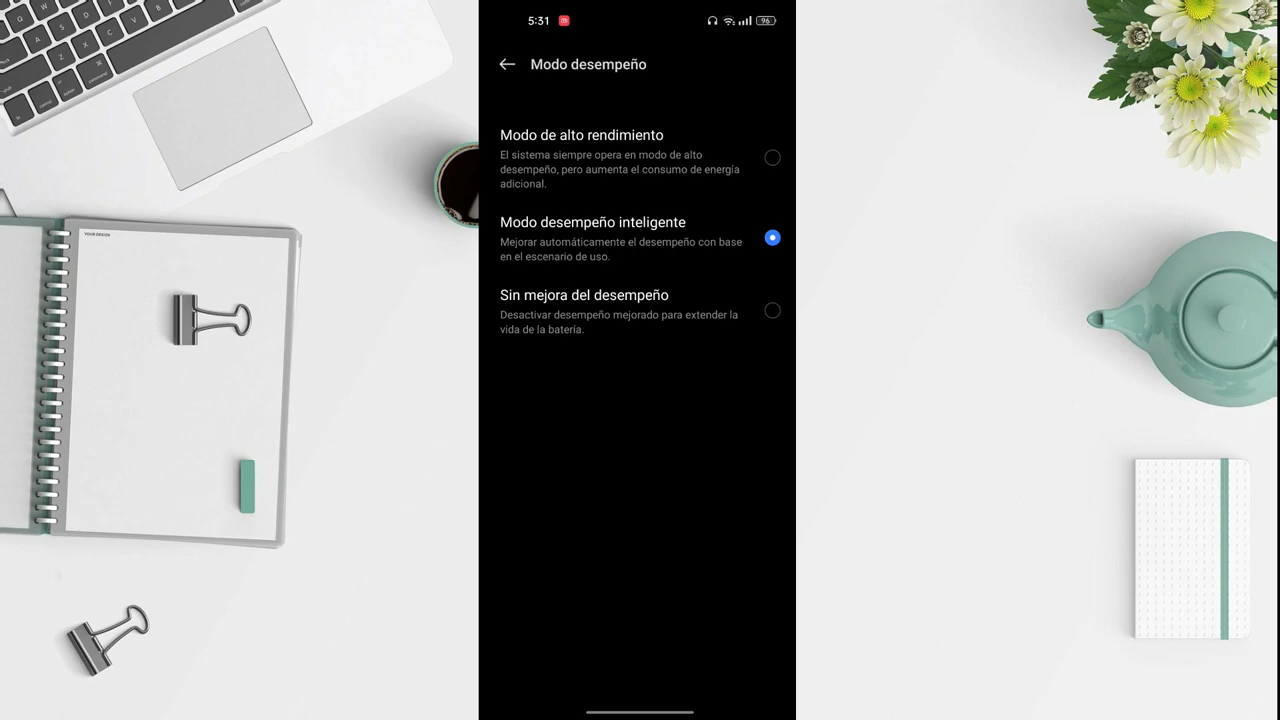 5:31
96
Modo desempeño
Modo de alto rendimiento
El sistema siempre opera en modo de alto
desempeño, pero aumenta el consumo de energía
adicional.
Modo desempeño inteligente
Mejorar automáticamente el desempeño con base
en el escenario de uso.
Sin mejora del desempeño
Desactivar desempeño mejorado para extender la
vida de la batería.
YOUR DESIGN